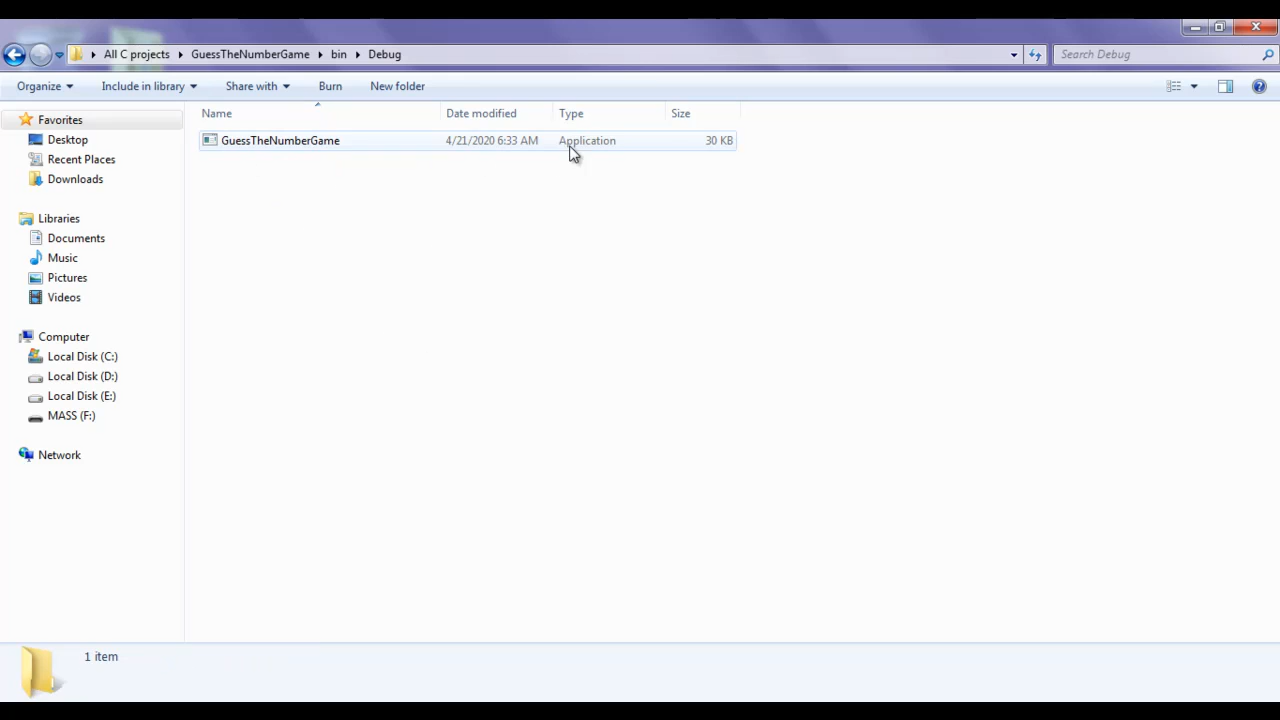 All C projects GuessTheNumberGame bin Debug Search Debug
Organize Include in library Share with Burn New folder
Name Date modified Type Size
GuessTheNumberGame 4/21/2020 6:33 AM Application 30 KB
Favorites
Desktop
Recent Places
Downloads
Libraries
Documents
Music
Pictures
Videos
Computer
Local Disk (C:)
Local Disk (D:)
Local Disk (E:)
MASS (F:)
Network
1 item